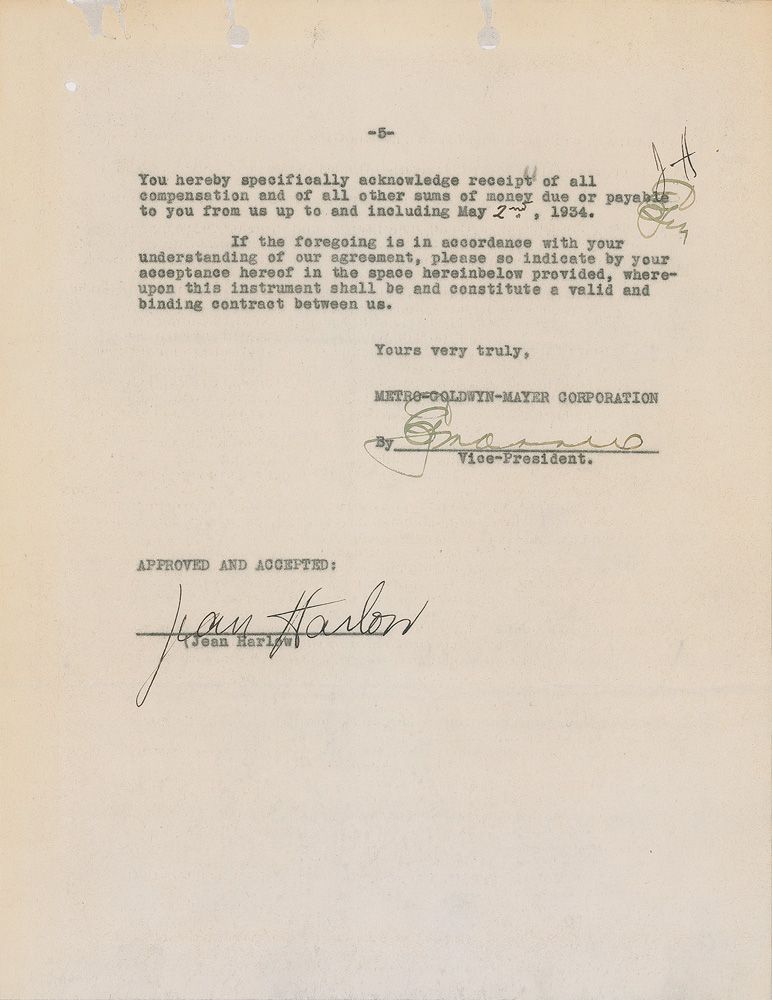 -5-
J H
You hereby specifically acknowledge receipt of all
compensation and of all other sums of money due or payable
to you from us up to and including May 2nd, 1934.
If the foregoing is in accordance with your
understanding of our agreement, please so indicate by your
acceptance hereof in the space hereinbelow provided, where-
upon this instrument shall be and constitute a valid and
binding contract between us.
Yours very truly,
METRO-GOLDWYN-MAYER CORPORATION
By
Vice-President.
APPROVED AND ACCEPTED:
Jean Harlow
(Jean Harlow)